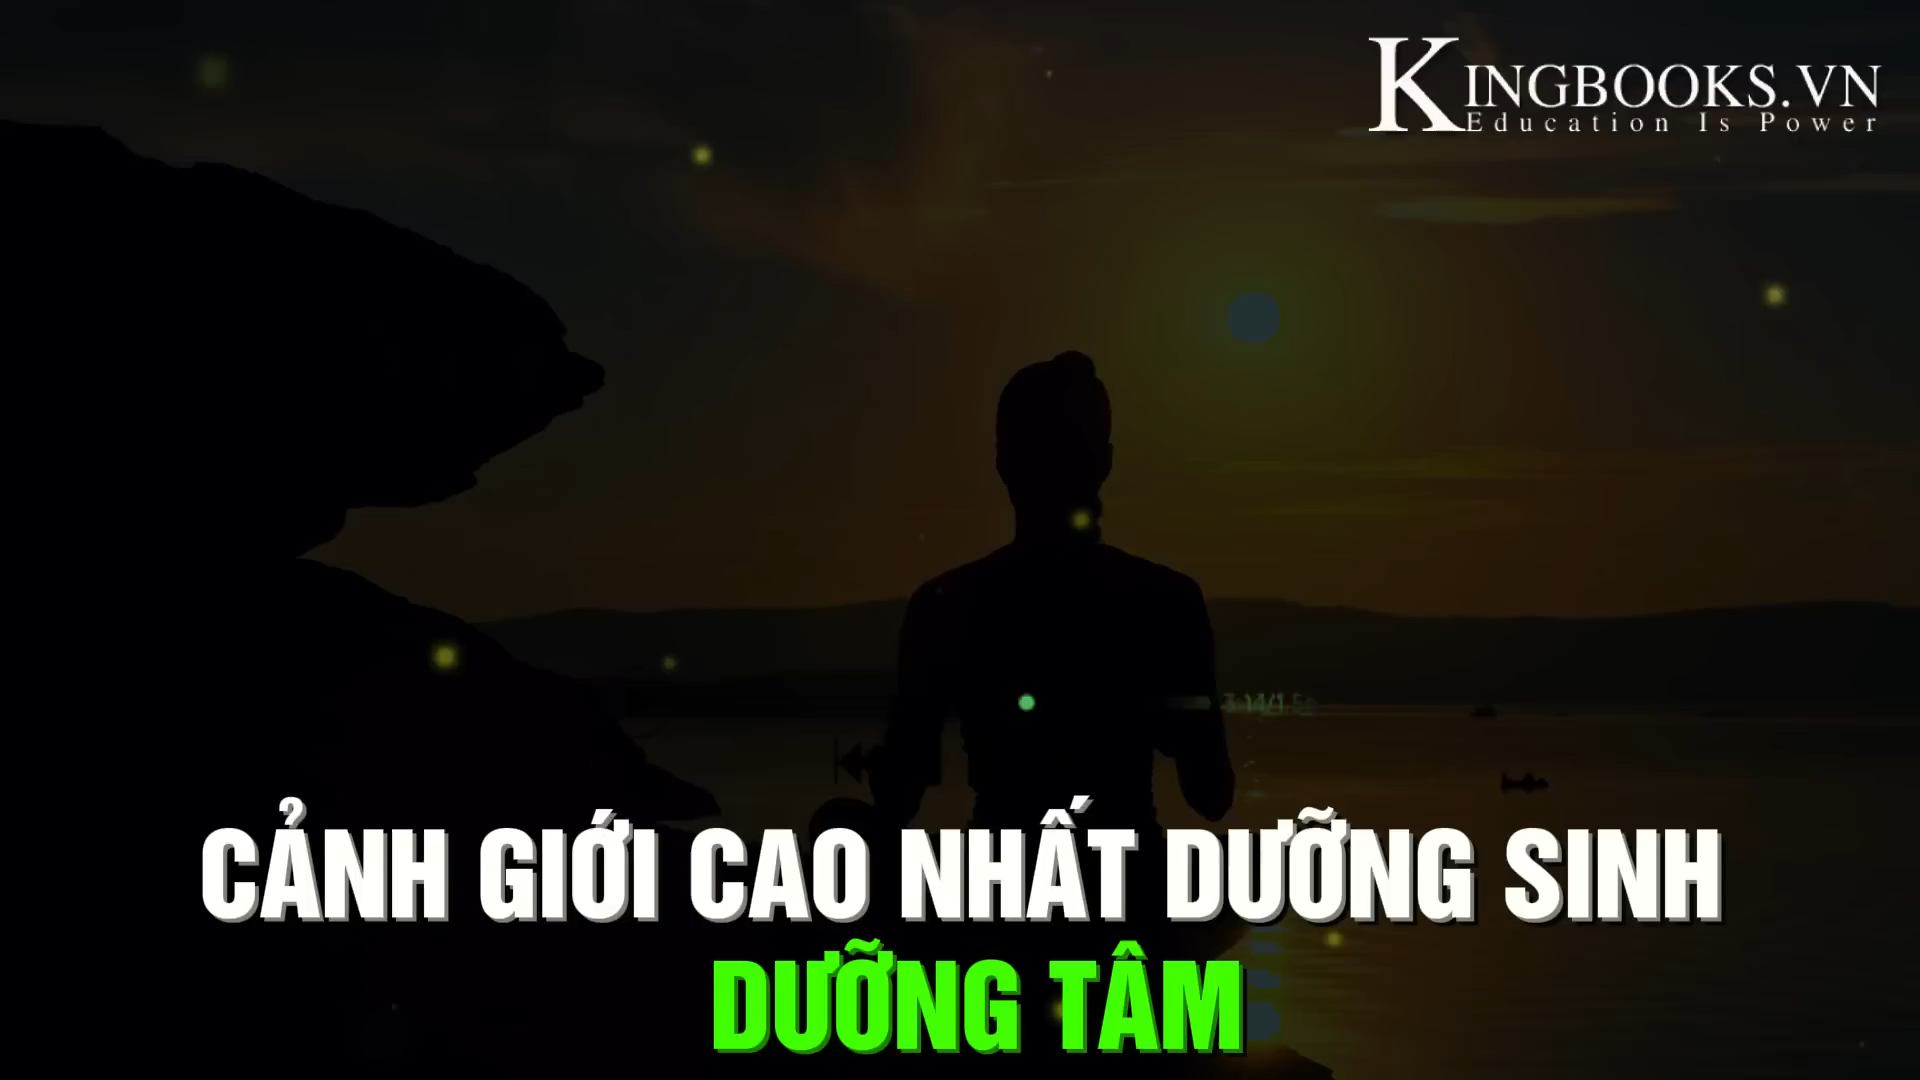 KINGBOOKS.VN
Education Is Power
CẢNH GIỚI CAO NHẤT DƯỠNG SINH
DƯỠNG TÂM